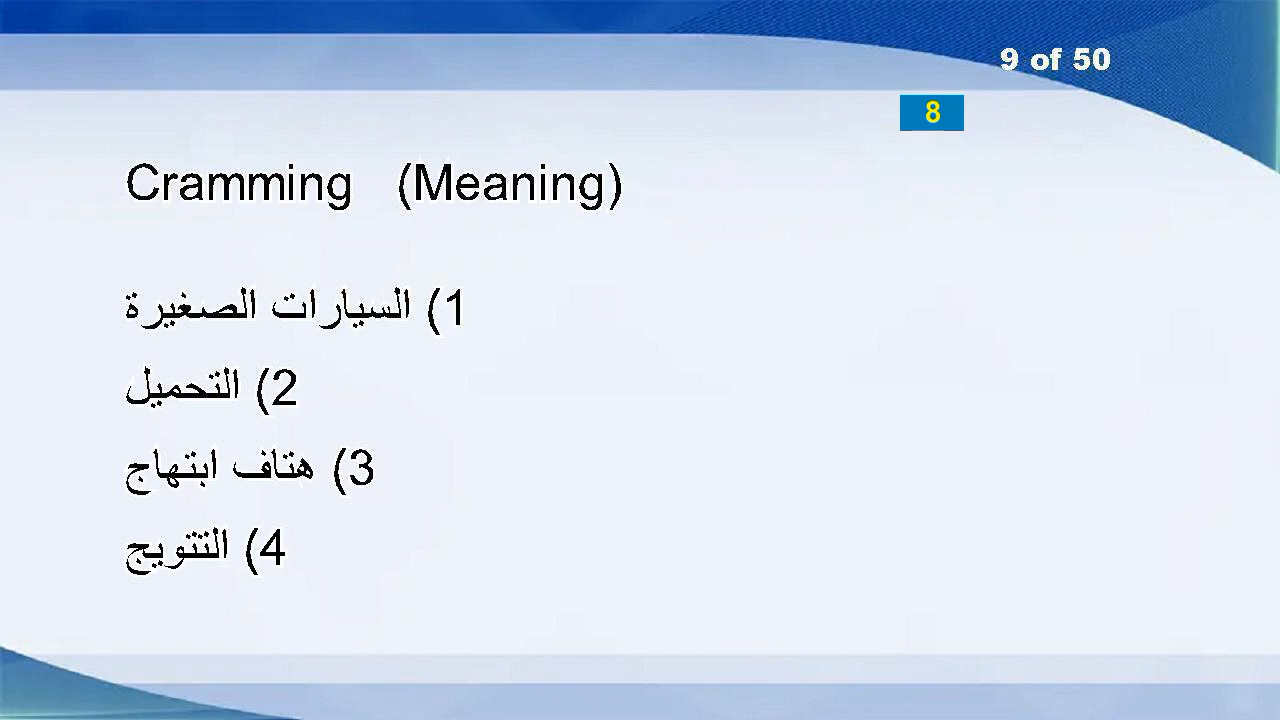 9 of 50
8
Cramming (Meaning)
1) السيارات الصغيرة
2) التحميل
3) هتاف ابتهاج
4) التتويج